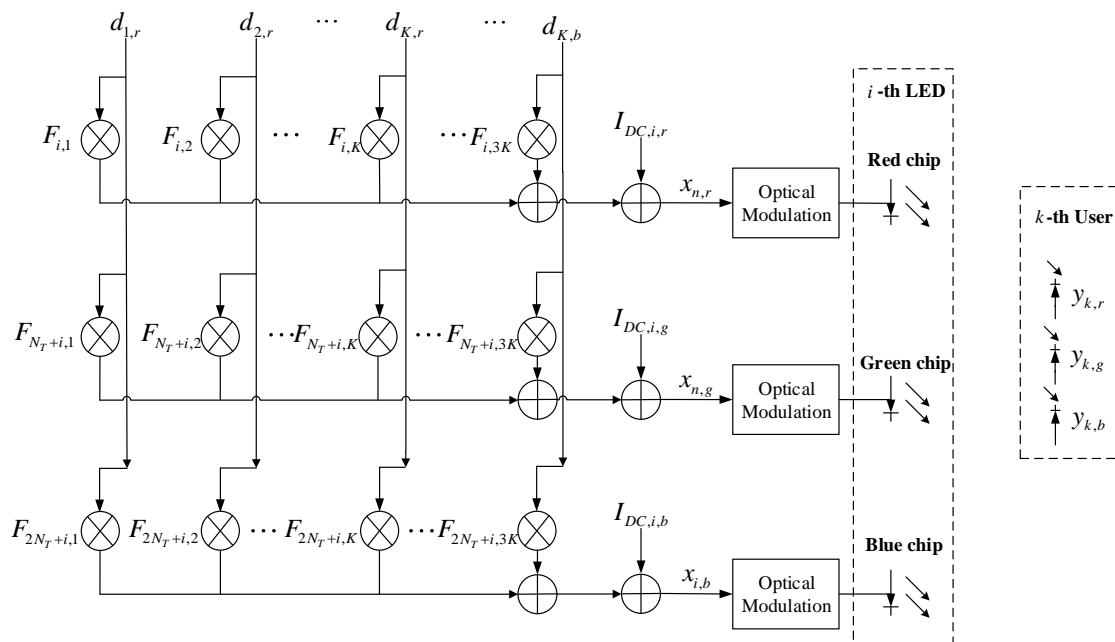 d_{1,r} d_{2,r} ⋯ d_{K,r} ⋯ d_{K,b}
i -th LED
F_{i,1} F_{i,2} ⋯ F_{i,K} ⋯ F_{i,3K} I_{DC,i,r} x_{n,r} Optical Modulation Red chip
k -th User
y_{k,r}
F_{N_T+i,1} F_{N_T+i,2} ⋯ F_{N_T+i,K} ⋯ F_{N_T+i,3K} I_{DC,i,g} x_{n,g} Optical Modulation Green chip
y_{k,g}
y_{k,b}
F_{2N_T+i,1} F_{2N_T+i,2} ⋯ F_{2N_T+i,K} ⋯ F_{2N_T+i,3K} I_{DC,i,b} x_{i,b} Optical Modulation Blue chip